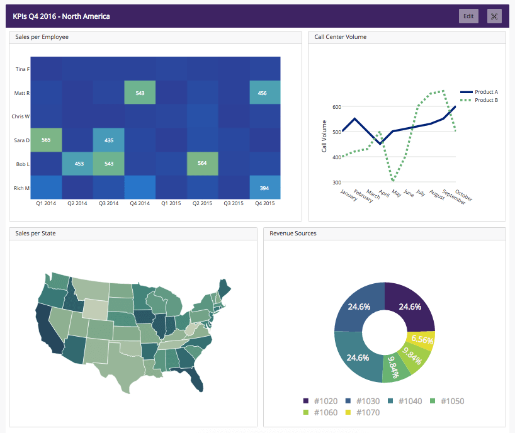 KPIs Q4 2016 - North America
Edit
Sales per Employee
Call Center Volume
Tina F
Matt R
Chris W
Sara D
Bob L
Rich M
543
458
565
435
453
543
564
394
Q1 2014
Q2 2014
Q3 2014
Q4 2014
Q1 2015
Q2 2015
Q3 2015
Q4 2015
Call Volume
600
500
400
300
January
February
March
April
May
June
July
August
September
October
Product A
Product B
Sales per State
Revenue Sources
24.6%
24.6%
6.56%
9.84%
9.84%
24.6%
#1020
#1030
#1040
#1050
#1060
#1070